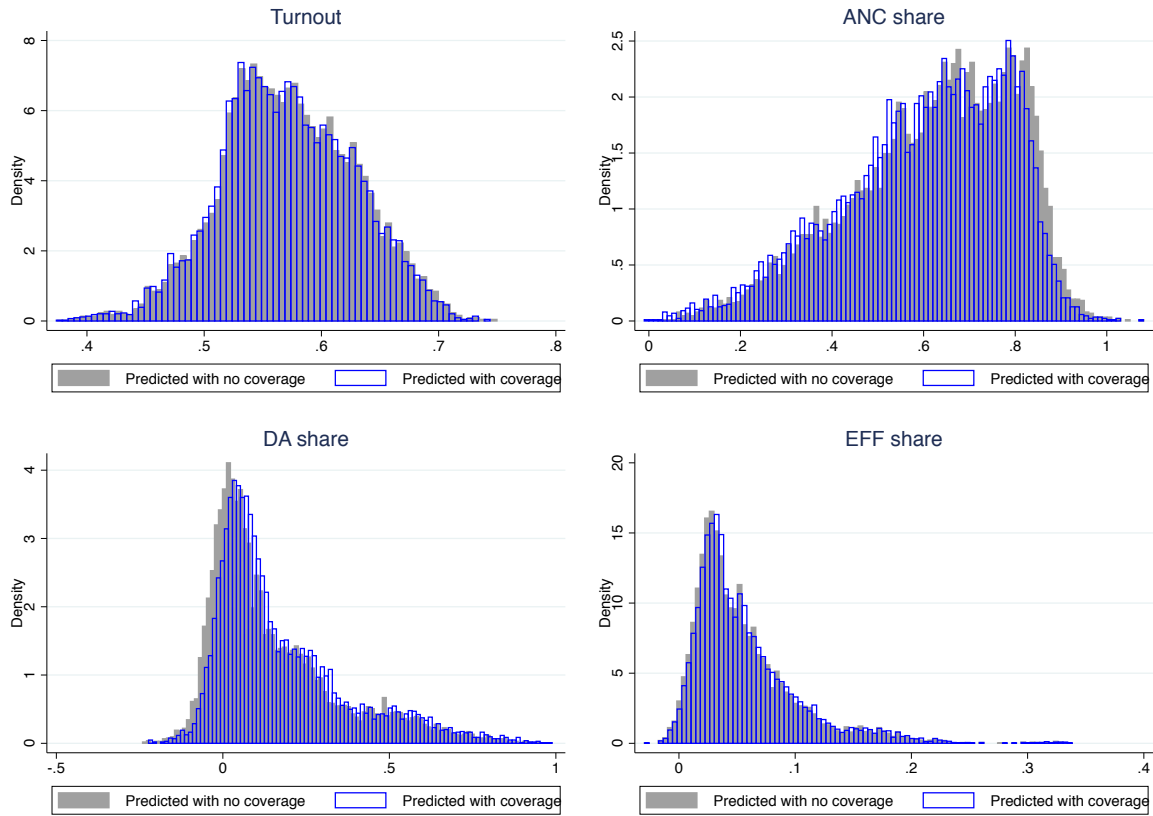 Turnout
Density
0
2
4
6
8
.4
.5
.6
.7
.8
Predicted with no coverage
Predicted with coverage
ANC share
Density
0
.5
1
1.5
2
2.5
0
.2
.4
.6
.8
1
Predicted with no coverage
Predicted with coverage
DA share
Density
0
1
2
3
4
-.5
0
.5
1
Predicted with no coverage
Predicted with coverage
EFF share
Density
0
5
10
15
20
0
.1
.2
.3
.4
Predicted with no coverage
Predicted with coverage